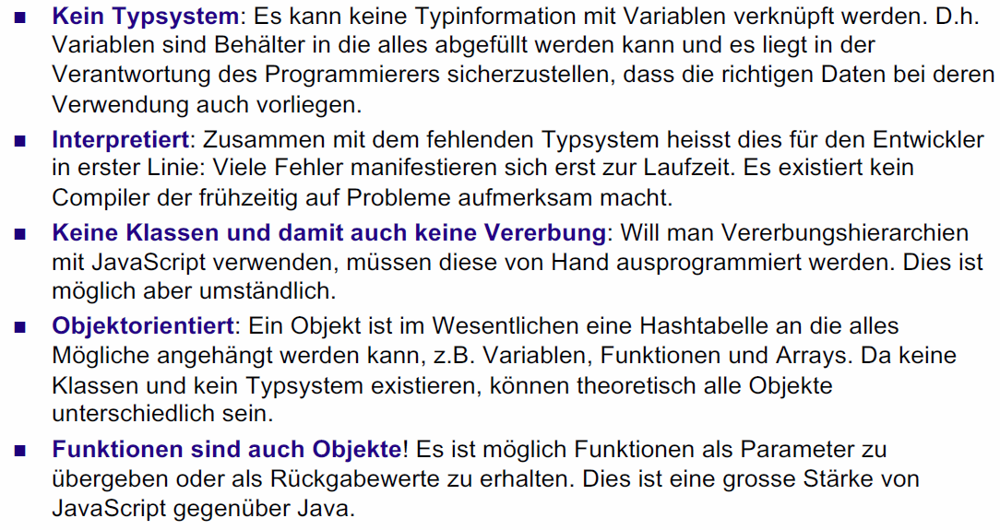 ■ Kein Typsystem: Es kann keine Typinformation mit Variablen verknüpft werden. D.h.
Variablen sind Behälter in die alles abgefüllt werden kann und es liegt in der
Verantwortung des Programmierers sicherzustellen, dass die richtigen Daten bei deren
Verwendung auch vorliegen.
■ Interpretiert: Zusammen mit dem fehlenden Typsystem heisst dies für den Entwickler
in erster Linie: Viele Fehler manifestieren sich erst zur Laufzeit. Es existiert kein
Compiler der frühzeitig auf Probleme aufmerksam macht.
■ Keine Klassen und damit auch keine Vererbung: Will man Vererbungshierarchien
mit JavaScript verwenden, müssen diese von Hand ausprogrammiert werden. Dies ist
möglich aber umständlich.
■ Objektorientiert: Ein Objekt ist im Wesentlichen eine Hashtabelle an die alles
Mögliche angehängt werden kann, z.B. Variablen, Funktionen und Arrays. Da keine
Klassen und kein Typsystem existieren, können theoretisch alle Objekte
unterschiedlich sein.
■ Funktionen sind auch Objekte! Es ist möglich Funktionen als Parameter zu
übergeben oder als Rückgabewerte zu erhalten. Dies ist eine grosse Stärke von
JavaScript gegenüber Java.